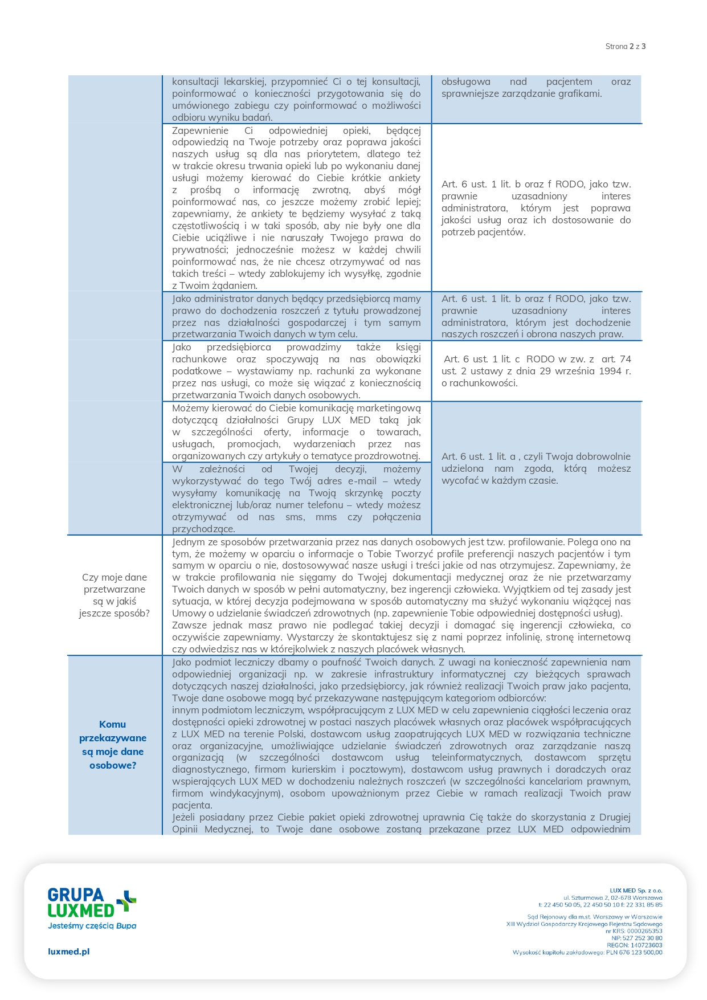 Strona 2 z 3
konsultacji lekarskiej, przypomnieć Ci o tej konsultacji,
poinformować o konieczności przygotowania się do
umówionego zabiegu czy poinformować o możliwości
odbioru wyniku badań.
obsługowa nad pacjentem oraz
sprawniejsze zarządzanie grafikami.
Zapewnienie Ci odpowiedniej opieki, będącej
odpowiedzią na Twoje potrzeby oraz poprawa jakości
naszych usług są dla nas priorytetem, dlatego też
w trakcie okresu trwania opieki lub po wykonaniu danej
usługi możemy kierować do Ciebie krótkie ankiety
z prośbą o informację zwrotną, abyś mógł
poinformować nas, co jeszcze możemy zrobić lepiej;
zapewniamy, że ankiety te będziemy wysyłać z taką
częstotliwością i w taki sposób, aby nie były one dla
Ciebie uciążliwe i nie naruszały Twojego prawa do
prywatności; jednocześnie możesz w każdej chwili
poinformować nas, że nie chcesz otrzymywać od nas
takich treści – wtedy zablokujemy ich wysyłkę, zgodnie
z Twoim żądaniem.
Art. 6 ust. 1 lit. b oraz f RODO, jako tzw.
prawnie uzasadniony interes
administratora, którym jest poprawa
jakości usług oraz ich dostosowanie do
potrzeb pacjentów.
Jako administrator danych będący przedsiębiorcą mamy
prawo do dochodzenia roszczeń z tytułu prowadzonej
przez nas działalności gospodarczej i tym samym
przetwarzania Twoich danych w tym celu.
Art. 6 ust. 1 lit. b oraz f RODO, jako tzw.
prawnie uzasadniony interes
administratora, którym jest dochodzenie
naszych roszczeń i obrona naszych praw.
Jako przedsiębiorca prowadzimy także księgi
rachunkowe oraz spoczywają na nas obowiązki
podatkowe – wystawiamy np. rachunki za wykonane
przez nas usługi, co może się wiązać z koniecznością
przetwarzania Twoich danych osobowych.
Art. 6 ust. 1 lit. c RODO w zw. z art. 74
ust. 2 ustawy z dnia 29 września 1994 r.
o rachunkowości.
Możemy kierować do Ciebie komunikację marketingową
dotyczącą działalności Grupy LUX MED taką jak
w szczególności oferty, informacje o towarach,
usługach, promocjach, wydarzeniach przez nas
organizowanych czy artykuły o tematyce prozdrowotnej.
W zależności od Twojej decyzji, możemy
wykorzystywać do tego Twój adres e-mail – wtedy
wysyłamy komunikację na Twoją skrzynkę poczty
elektronicznej lub/oraz numer telefonu – wtedy możesz
otrzymywać od nas sms, mms czy połączenia
przychodzące.
Art. 6 ust. 1 lit. a , czyli Twoja dobrowolnie
udzielona nam zgoda, którą możesz
wycofać w każdym czasie.
Czy moje dane
przetwarzane
są w jakiś
jeszcze sposób?
Jednym ze sposobów przetwarzania przez nas danych osobowych jest tzw. profilowanie. Polega ono na
tym, że możemy w oparciu o informacje o Tobie Tworzyć profile preferencji naszych pacjentów i tym
samym w oparciu o nie, dostosowywać nasze usługi i treści jakie od nas otrzymujesz. Zapewniamy, że
w trakcie profilowania nie sięgamy do Twojej dokumentacji medycznej oraz że nie przetwarzamy
Twoich danych w sposób w pełni automatyczny, bez ingerencji człowieka. Wyjątkiem od tej zasady jest
sytuacja, w której decyzja podejmowana w sposób automatyczny ma służyć wykonaniu wiążącej nas
Umowy o udzielanie świadczeń zdrowotnych (np. zapewnienie Tobie odpowiedniej dostępności usług).
Zawsze jednak masz prawo nie podlegać takiej decyzji i domagać się ingerencji człowieka, co
oczywiście zapewniamy. Wystarczy że skontaktujesz się z nami poprzez infolinię, stronę internetową
czy odwiedzisz nas w którejkolwiek z naszych placówek własnych.
Komu
przekazywane
są moje dane
osobowe?
Jako podmiot leczniczy dbamy o poufność Twoich danych. Z uwagi na konieczność zapewnienia nam
odpowiedniej organizacji np. w zakresie infrastruktury informatycznej czy bieżących sprawach
dotyczących naszej działalności, jako przedsiębiorcy, jak również realizacji Twoich praw jako pacjenta,
Twoje dane osobowe mogą być przekazywane następującym kategoriom odbiorców:
innym podmiotom leczniczym, współpracującym z LUX MED w celu zapewnienia ciągłości leczenia oraz
dostępności opieki zdrowotnej w postaci naszych placówek własnych oraz placówek współpracujących
z LUX MED na terenie Polski, dostawcom usług zaopatrujących LUX MED w rozwiązania techniczne
oraz organizacyjne, umożliwiające udzielanie świadczeń zdrowotnych oraz zarządzanie naszą
organizacją (w szczególności dostawcom usług teleinformatycznych, dostawcom sprzętu
diagnostycznego, firmom kurierskim i pocztowym), dostawcom usług prawnych i doradczych oraz
wspierających LUX MED w dochodzeniu należnych roszczeń (w szczególności kancelariom prawnym,
firmom windykacyjnym), osobom upoważnionym przez Ciebie w ramach realizacji Twoich praw
pacjenta.
Jeżeli posiadany przez Ciebie pakiet opieki zdrowotnej uprawnia Cię także do skorzystania z Drugiej
Opinii Medycznej, to Twoje dane osobowe zostaną przekazane przez LUX MED odpowiednim
GRUPA
LUXMED
Jesteśmy częścią Bupa
luxmed.pl
LUX MED Sp. z o.o.
ul. Szturmowa 2, 02-678 Warszawa
t: 22 450 50 05, 22 450 50 10 f: 22 331 85 85
Sąd Rejonowy dla m.st. Warszawy w Warszawie
XIII Wydział Gospodarczy Krajowego Rejestru Sądowego
nr KRS: 0000265353
NIP: 527 252 30 80
REGON: 140723603
Wysokość kapitału zakładowego: PLN 676 123 500,00